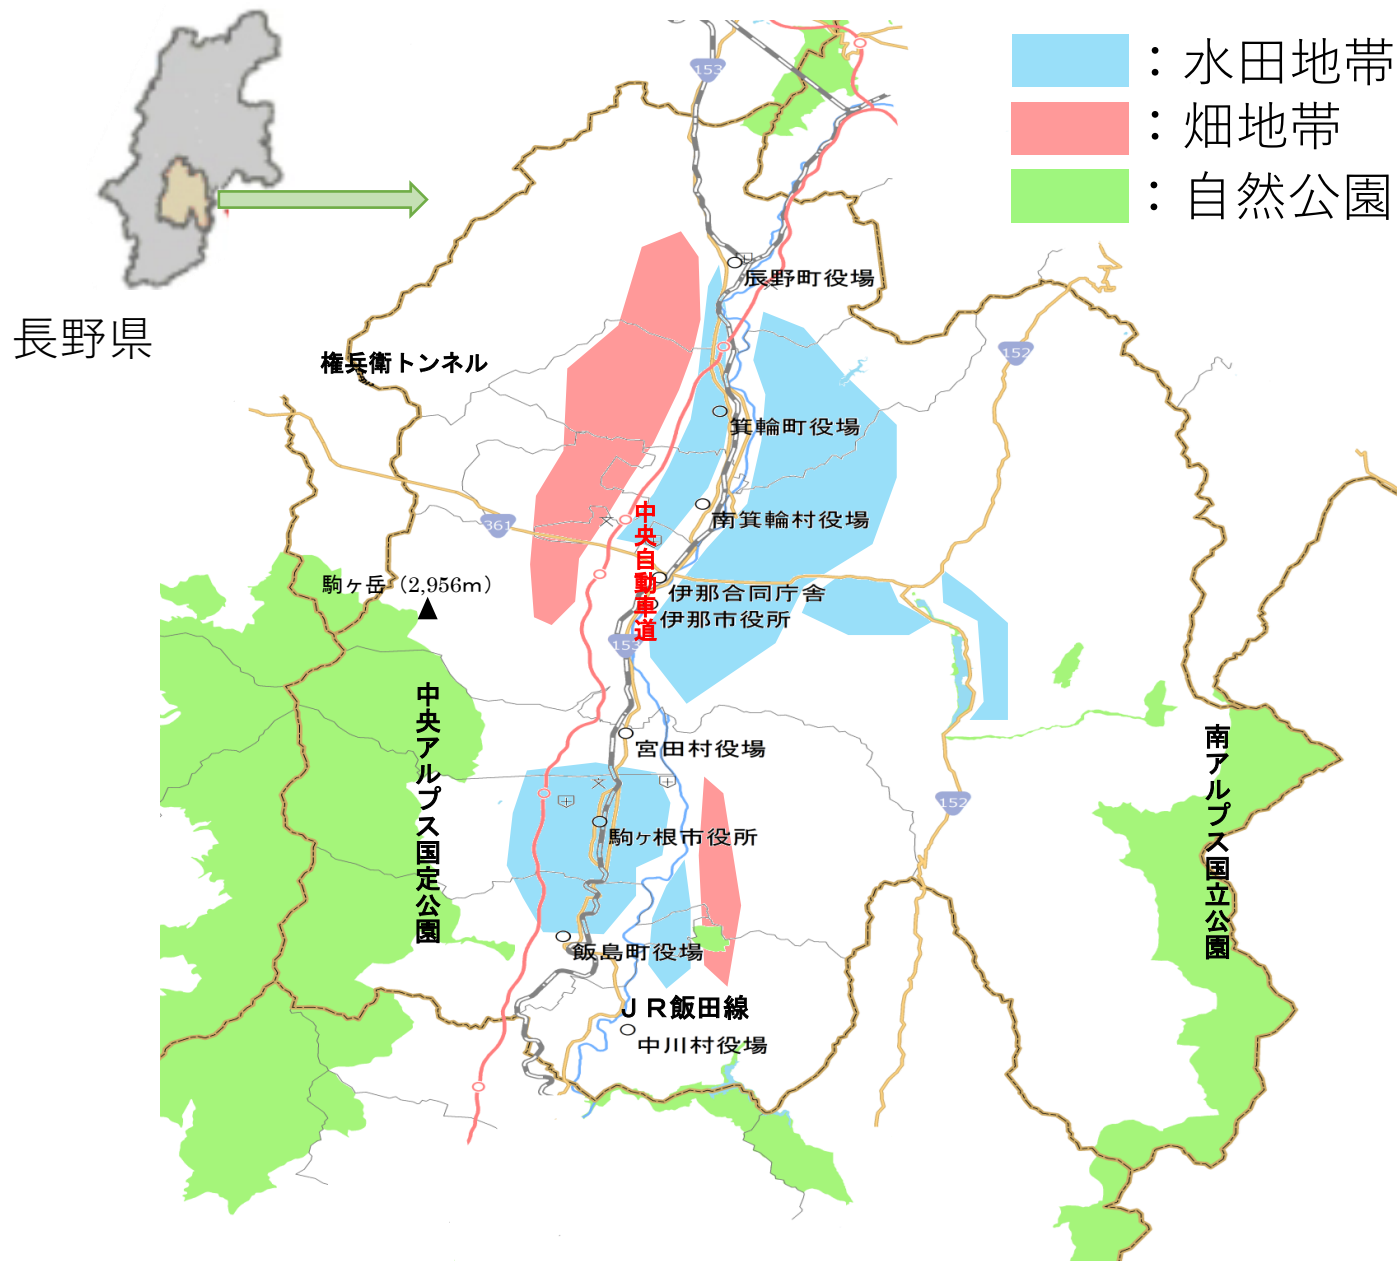 ：水田地帯
：畑地帯
：自然公園
長野県
153
辰野町役場
152
権兵衛トンネル
箕輪町役場
361
中央自動車道
南箕輪村役場
駒ヶ岳（2,956m）
伊那合同庁舎
伊那市役所
153
中央アルプス国定公園
宮田村役場
南アルプス国立公園
152
駒ヶ根市役所
飯島町役場
ＪＲ飯田線
中川村役場